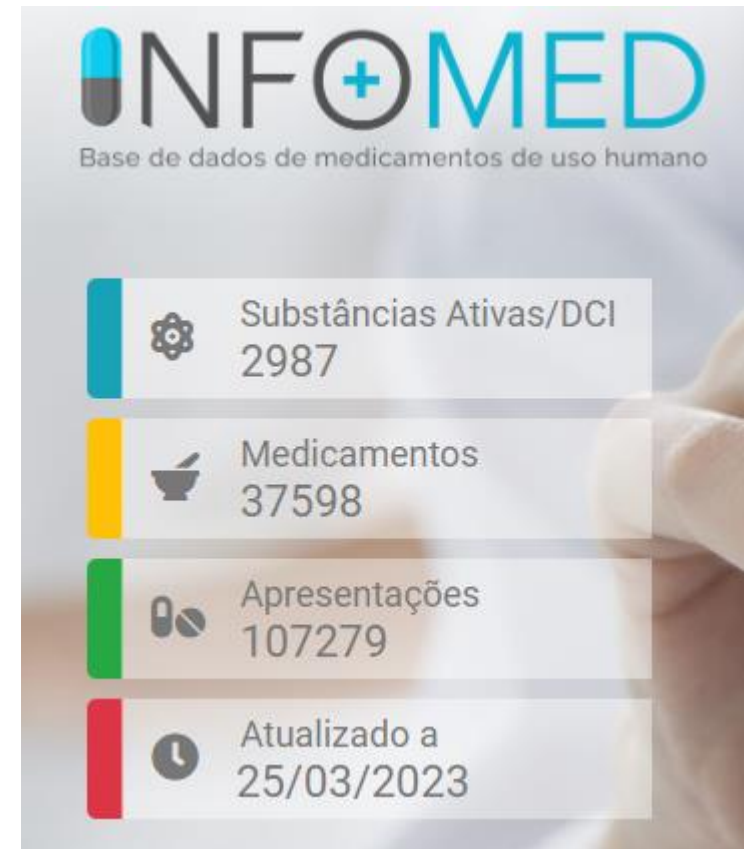 INFOMED
Base de dados de medicamentos de uso humano
Substâncias Ativas/DCI
2987
Medicamentos
37598
Apresentações
107279
Atualizado a
25/03/2023